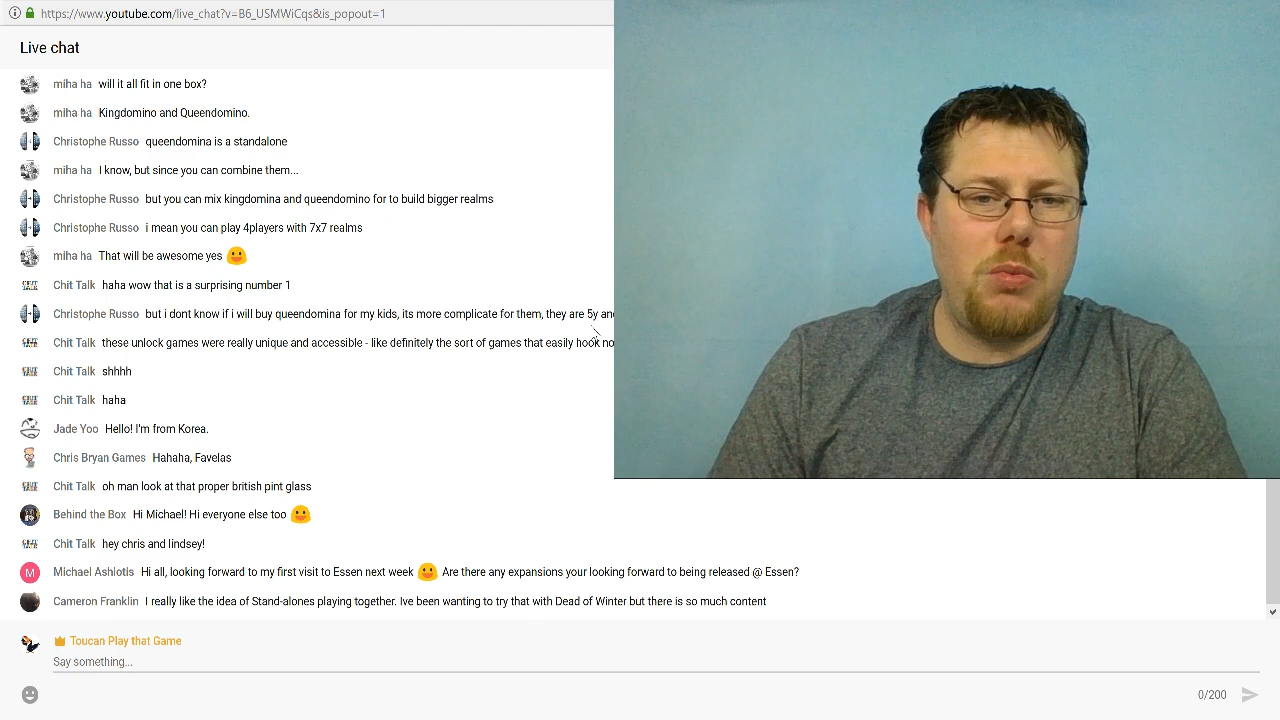 https://www.youtube.com/live_chat?v=B6_USMWiCqs&is_popout=1
Live chat
miha ha will it all fit in one box?
miha ha Kingdomino and Queendomino.
Christophe Russo queendomina is a standalone
miha ha I know, but since you can combine them...
Christophe Russo but you can mix kingdomina and queendomino for to build bigger realms
Christophe Russo i mean you can play 4players with 7x7 realms
miha ha That will be awesome yes
Chit Talk haha wow that is a surprising number 1
Christophe Russo but i dont know if i will buy queendomina for my kids, its more complicate for them, they are 5y
Chit Talk these unlock games were really unique and accessible - like definitely the sort of games that easily hook
Chit Talk shhhh
Chit Talk haha
Jade Yoo Hello! I'm from Korea.
Chris Bryan Games Hahaha, Favelas
Chit Talk oh man look at that proper british pint glass
Behind the Box Hi Michael! Hi everyone else too
Chit Talk hey chris and lindsey!
M Michael Ashlotis Hi all, looking forward to my first visit to Essen next week Are there any expansions your looking forward to being released @ Essen?
Cameron Franklin I really like the idea of Stand-alones playing together. Ive been wanting to try that with Dead of Winter but there is so much content
Toucan Play that Game
Say something...
0/200